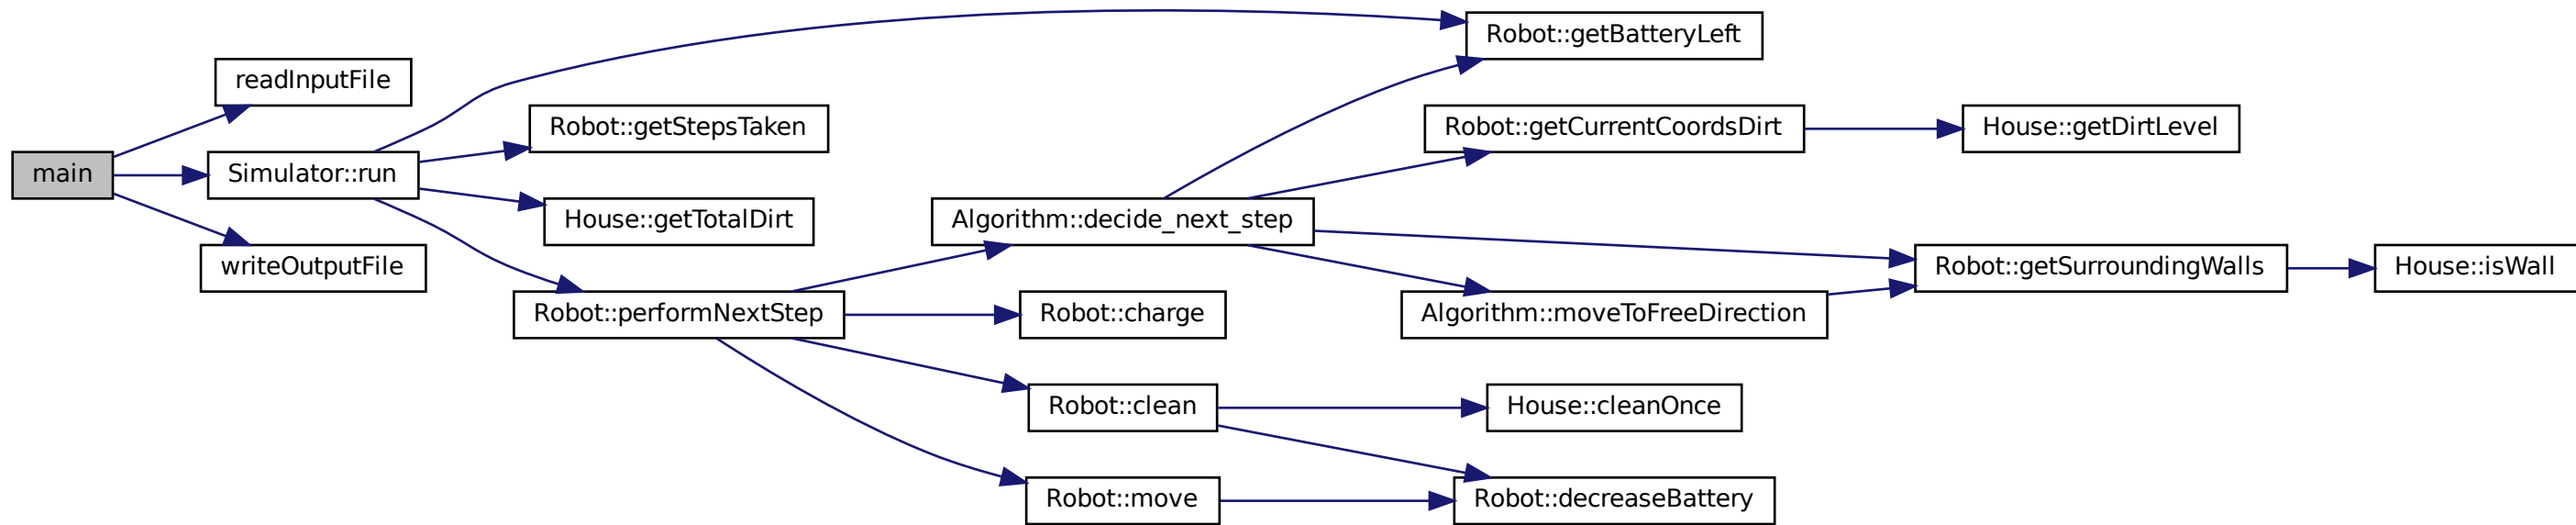 main
readInputFile
Simulator::run
writeOutputFile
Robot::getStepsTaken
House::getTotalDirt
Robot::performNextStep
Algorithm::decide_next_step
Robot::charge
Robot::clean
Robot::move
Robot::getBatteryLeft
Robot::getCurrentCoordsDirt
Algorithm::moveToFreeDirection
House::cleanOnce
Robot::decreaseBattery
House::getDirtLevel
Robot::getSurroundingWalls
House::isWall